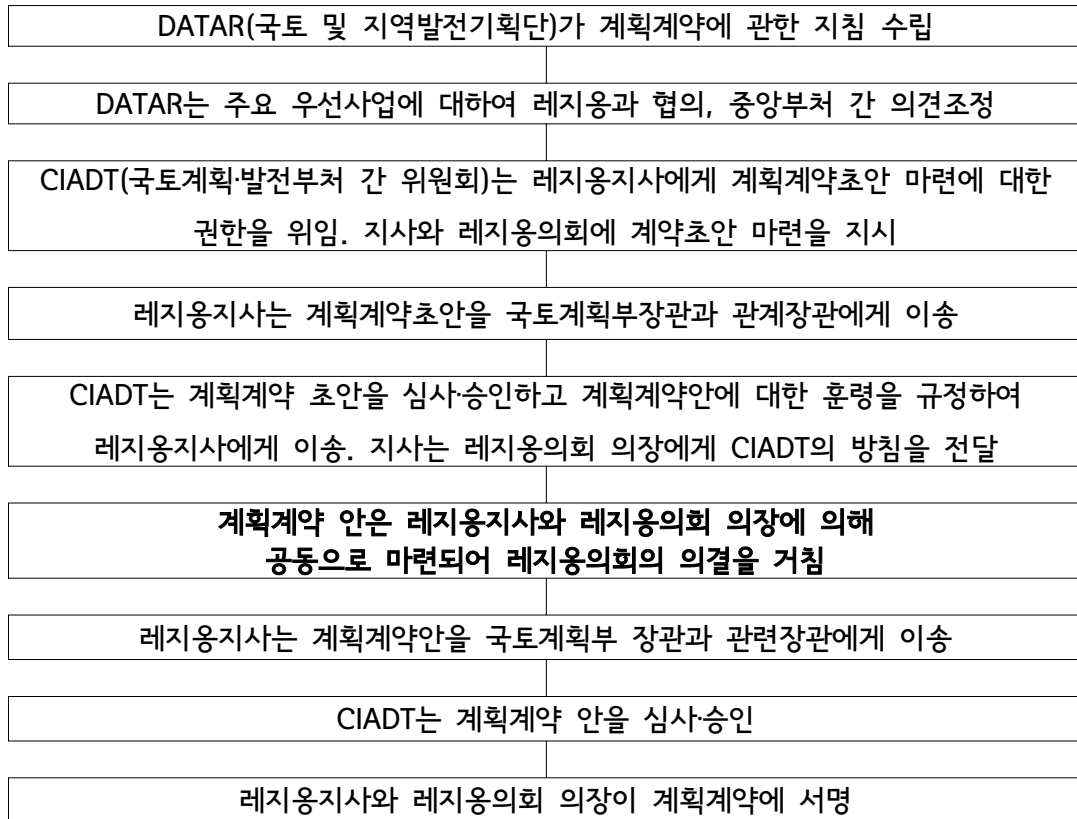 DATAR(국토 및 지역발전기획단)가 계획계약에 관한 지침 수립
DATAR는 주요 우선사업에 대하여 레지옹과 협의, 중앙부처 간 의견조정
CIADT(국토계획·발전부처 간 위원회)는 레지옹지사에게 계획계약초안 마련에 대한
권한을 위임. 지사와 레지옹의회에 계약초안 마련을 지시
레지옹지사는 계획계약초안을 국토계획부장관과 관계장관에게 이송
CIADT는 계획계약 초안을 심사·승인하고 계획계약안에 대한 훈령을 규정하여
레지옹지사에게 이송. 지사는 레지옹의회 의장에게 CIADT의 방침을 전달
계획계약 안은 레지옹지사와 레지옹의회 의장에 의해
공동으로 마련되어 레지옹의회의 의결을 거침
레지옹지사는 계획계약안을 국토계획부 장관과 관련장관에게 이송
CIADT는 계획계약 안을 심사·승인
레지옹지사와 레지옹의회 의장이 계획계약에 서명